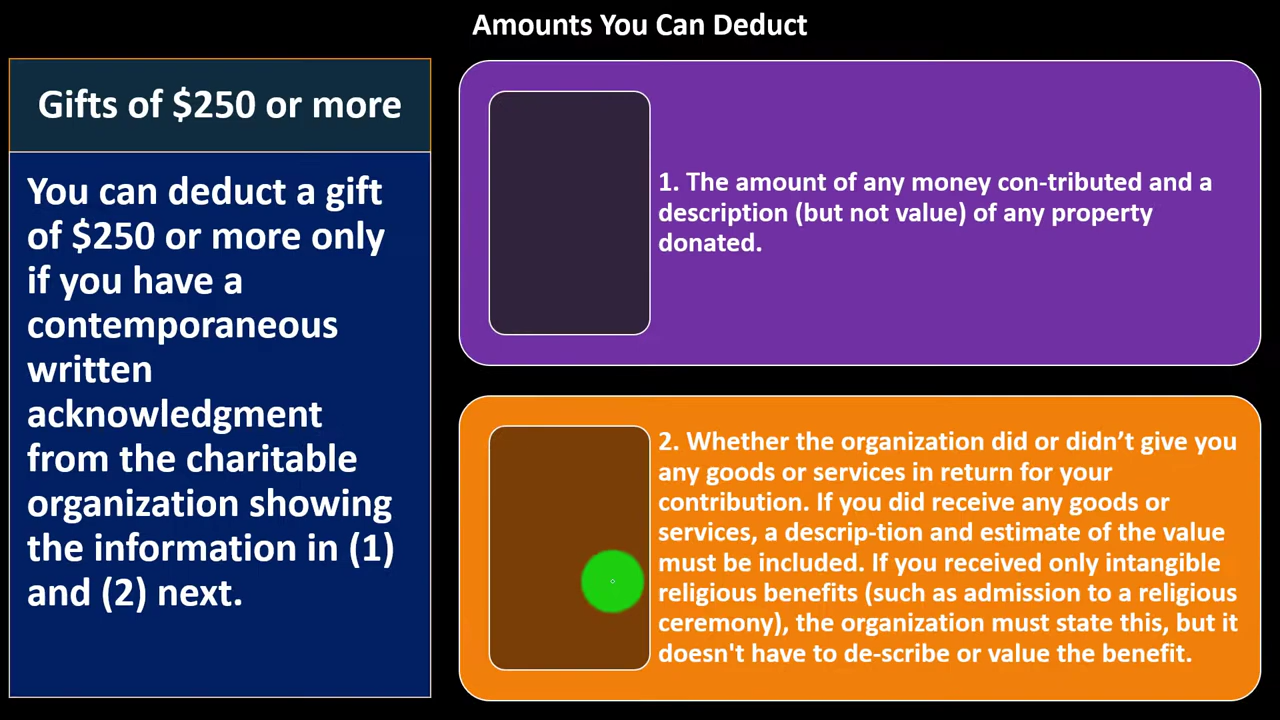 Amounts You Can Deduct
Gifts of $250 or more
You can deduct a gift
of $250 or more only
if you have a
contemporaneous
written
acknowledgment
from the charitable
organization showing
the information in (1)
and (2) next.
1. The amount of any money con-tributed and a
description (but not value) of any property
donated.
2. Whether the organization did or didn’t give you
any goods or services in return for your
contribution. If you did receive any goods or
services, a descrip-tion and estimate of the value
must be included. If you received only intangible
religious benefits (such as admission to a religious
ceremony), the organization must state this, but it
doesn't have to de-scribe or value the benefit.